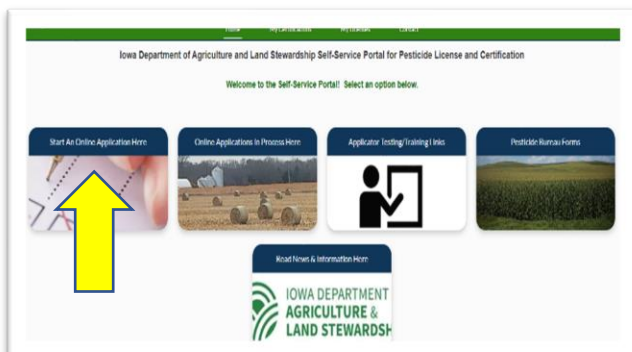 Home My Certifications My Licenses Contact
Iowa Department of Agriculture and Land Stewardship Self-Service Portal for Pesticide License and Certification
Welcome to the Self-Service Portal! Select an option below.
Start An Online Application Here
Online Applications In Process Here
Applicator Testing/Training Links
Pesticide Bureau Forms
Read News & Information Here
IOWA DEPARTMENT
AGRICULTURE &
LAND STEWARDSH